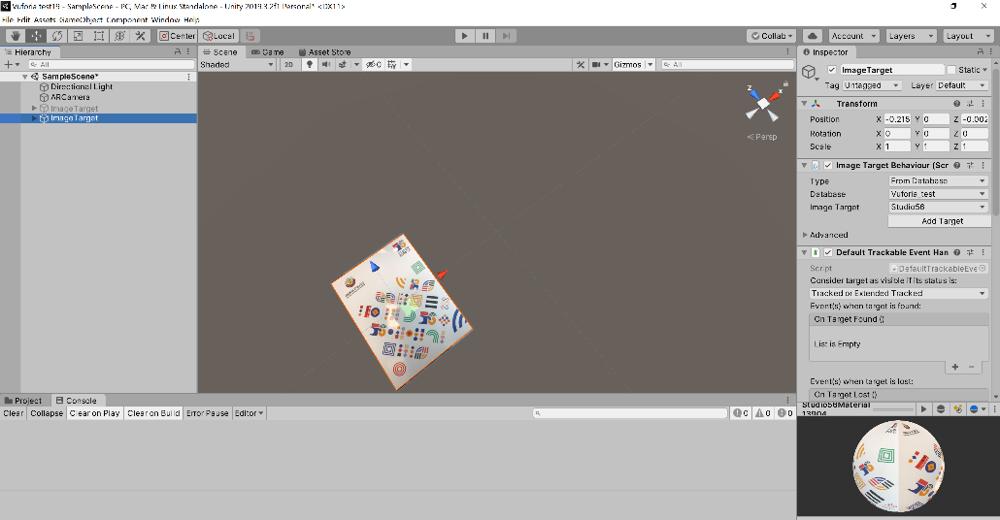 Vuforia test19 - SampleScene - PC, Mac & Linux Standalone - Unity 2019.3.2f1 Personal* <DX11>
File Edit Assets GameObject Component Window Help
Center Local Collab Account Layers Layout
Hierarchy
All
SampleScene*
Directional Light
ARCamera
ImageTarget
ImageTarget
Scene Game Asset Store
Shaded 2D 0 Gizmos All
z x
Persp
Inspector
ImageTarget Static
Tag Untagged Layer Default
Transform
Position X -0.215 Y 0 Z -0.002
Rotation X 0 Y 0 Z 0
Scale X 1 Y 1 Z 1
Image Target Behaviour (Scr
Type From Database
Database Vuforia_test
Image Target Studio56
Add Target
Advanced
Default Trackable Event Han
Script DefaultTrackableEve
Consider target as visible if its status is:
Tracked or Extended Tracked
Event(s) when target is found:
On Target Found ()
List is Empty
Event(s) when target is lost:
On Target Lost ()
Studio56Material
13904
Project Console
Clear Collapse Clear on Play Clear on Build Error Pause Editor
0 0 0